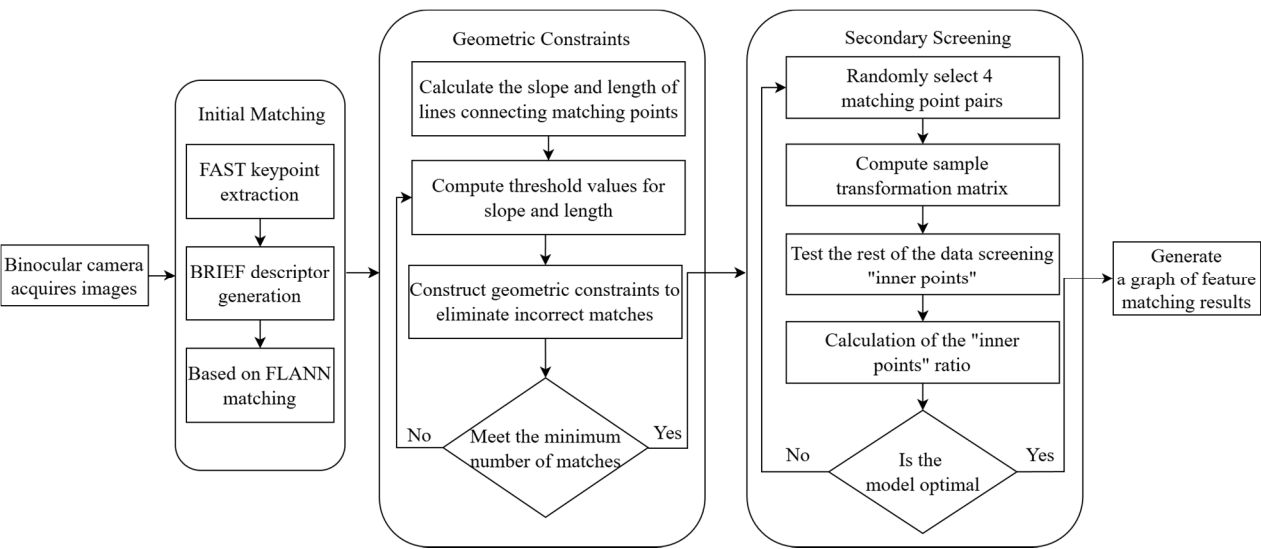 Binocular camera
acquires images
Initial Matching
FAST keypoint
extraction
BRIEF descriptor
generation
Based on FLANN
matching
Geometric Constraints
Calculate the slope and length of
lines connecting matching points
Compute threshold values for
slope and length
Construct geometric constraints to
eliminate incorrect matches
Meet the minimum
number of matches
No
Yes
Secondary Screening
Randomly select 4
matching point pairs
Compute sample
transformation matrix
Test the rest of the data screening
"inner points"
Calculation of the "inner
points" ratio
Is the
model optimal
No
Yes
Generate
a graph of feature
matching results